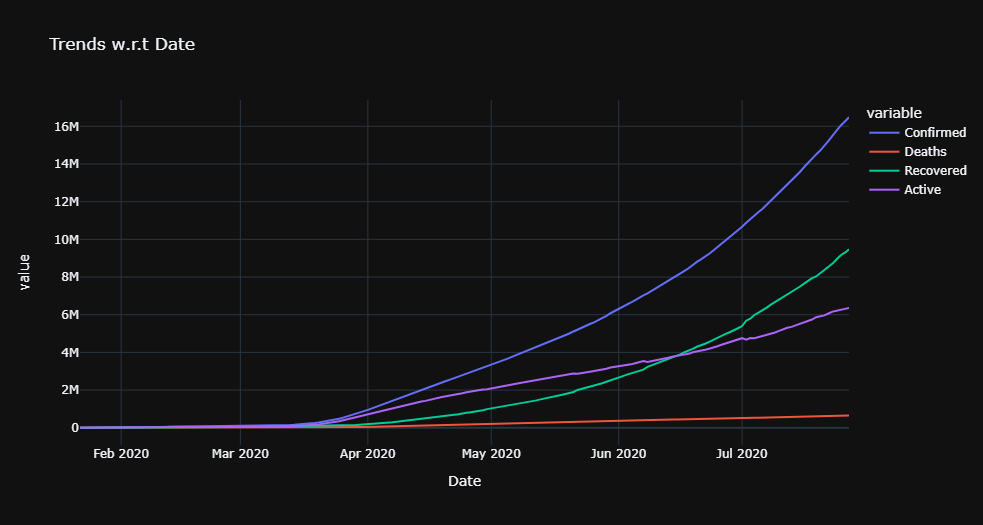 Trends w.r.t Date
variable
Confirmed
Deaths
Recovered
Active
value
16M
14M
12M
10M
8M
6M
4M
2M
0
Feb 2020 Mar 2020 Apr 2020 May 2020 Jun 2020 Jul 2020
Date